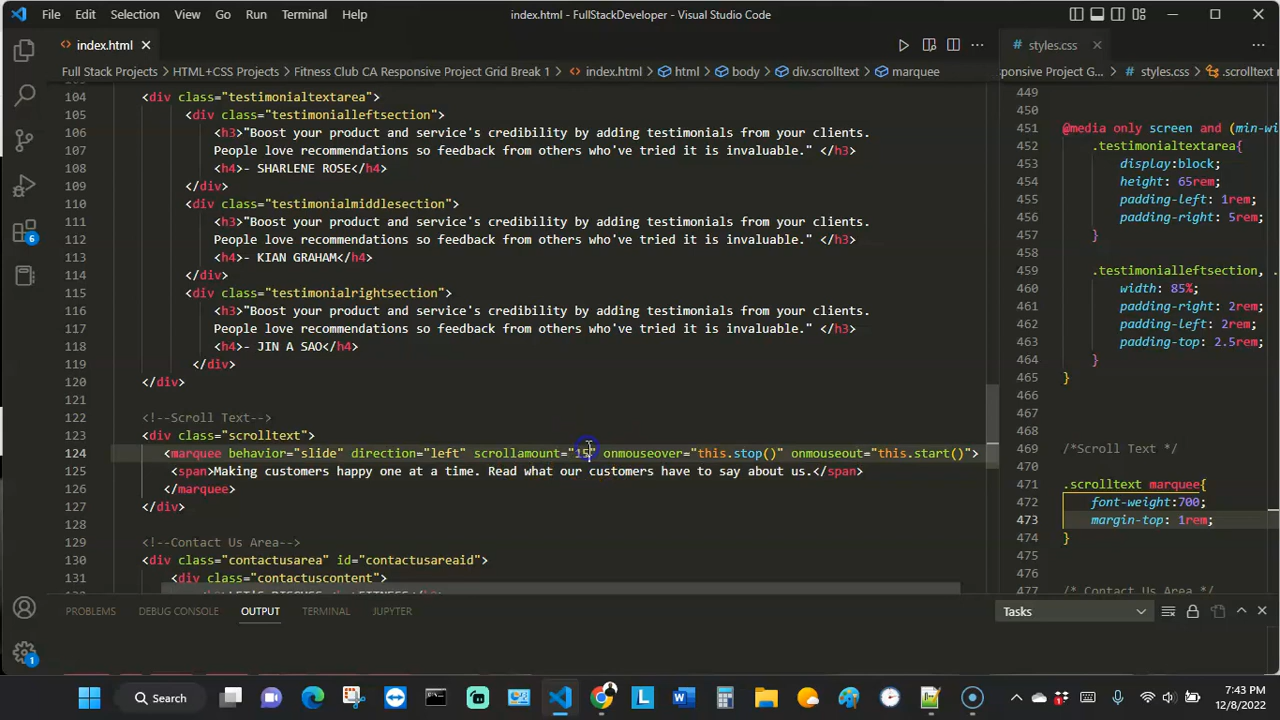 File Edit Selection View Go Run Terminal Help
index.html - FullStackDeveloper - Visual Studio Code
index.html
Full Stack Projects > HTML+CSS Projects > Fitness Club CA Responsive Project Grid Break 1 > index.html > html > body > div.scrolltext > marquee
104 <div class="testimonialtextarea">
105 <div class="testimonialleftsection">
106 <h3>"Boost your product and service's credibility by adding testimonials from your clients.
107 People love recommendations so feedback from others who've tried it is invaluable." </h3>
108 <h4>- SHARLENE ROSE</h4>
109 </div>
110 <div class="testimonialmiddlesection">
111 <h3>"Boost your product and service's credibility by adding testimonials from your clients.
112 People love recommendations so feedback from others who've tried it is invaluable." </h3>
113 <h4>- KIAN GRAHAM</h4>
114 </div>
115 <div class="testimonialrightsection">
116 <h3>"Boost your product and service's credibility by adding testimonials from your clients.
117 People love recommendations so feedback from others who've tried it is invaluable." </h3>
118 <h4>- JIN A SAO</h4>
119 </div>
120 </div>
121
122 <!--Scroll Text-->
123 <div class="scrolltext">
124 <marquee behavior="slide" direction="left" scrollamount="15" onmouseover="this.stop()" onmouseout="this.start()">
125 <span>Making customers happy one at a time. Read what our customers have to say about us.</span>
126 </marquee>
127 </div>
128
129 <!--Contact Us Area-->
130 <div class="contactusarea" id="contactusareaid">
131 <div class="contactuscontent">
styles.css
ponsive Project G... > styles.css > .scrolltext m
449
450
451 @media only screen and (min-wi
452 .testimonialtextarea{
453 display:block;
454 height: 65rem;
455 padding-left: 1rem;
456 padding-right: 5rem;
457 }
458
459 .testimonialleftsection, .
460 width: 85%;
461 padding-right: 2rem;
462 padding-left: 2rem;
463 padding-top: 2.5rem;
464 }
465 }
466
467
468
469 /*Scroll Text */
470
471 .scrolltext marquee{
472 font-weight:700;
473 margin-top: 1rem;
474 }
475
476
477 /* Contact Us Area */
PROBLEMS DEBUG CONSOLE OUTPUT TERMINAL JUPYTER
Tasks
6
1
Search
7:43 PM
12/8/2022